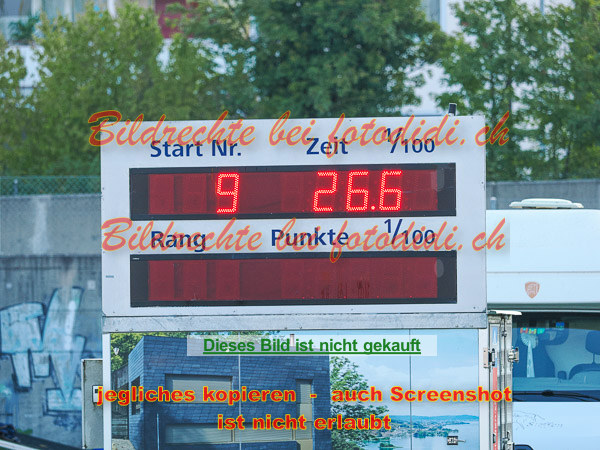 Bildrechte bei fotodidi.ch
Start Nr. Zeit 1/100
9 26.6
Bildrechte bei fotodidi.ch
Rang Punkte 1/100
Dieses Bild ist nicht gekauft
jegliches kopieren - auch Screenshot
ist nicht erlaubt